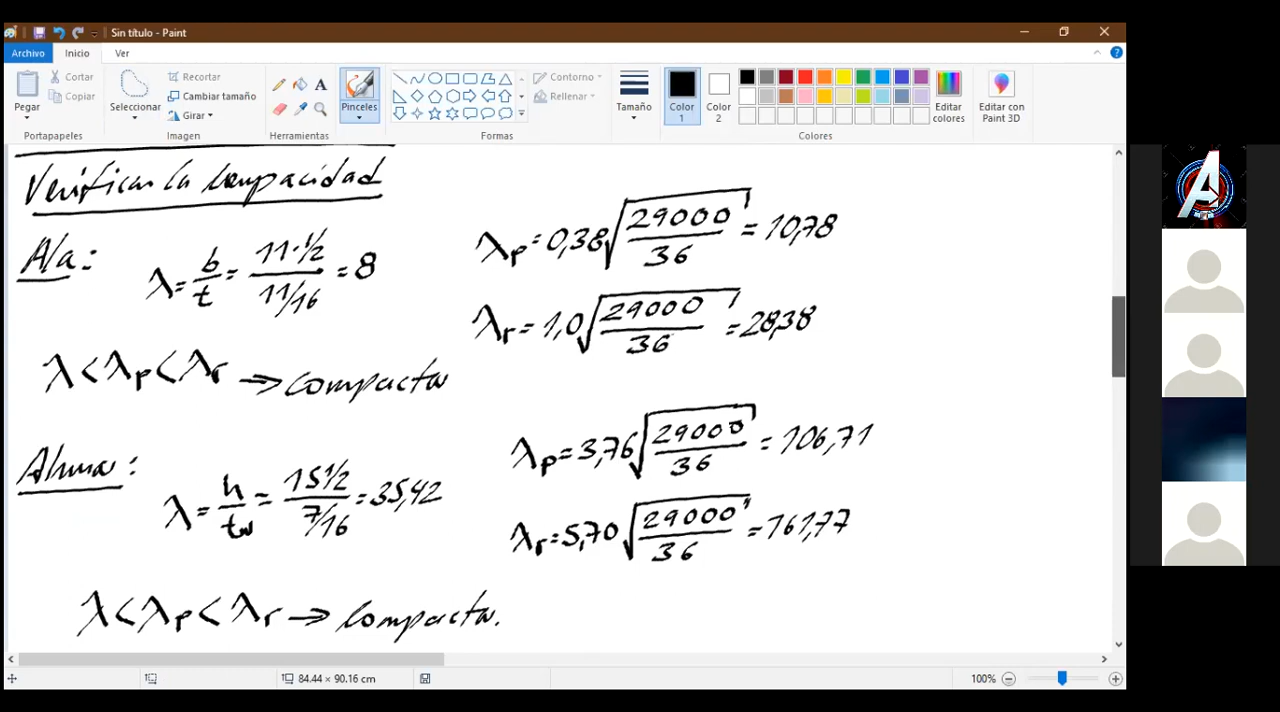 Sin título - Paint
Archivo Inicio Ver
Pegar
Cortar
Copiar
Portapapeles
Seleccionar
Recortar
Cambiar tamaño
Girar
Imagen
A
Herramientas
Pinceles
Contorno
Rellenar
Formas
Tamaño
Color 1
Color 2
Editar colores
Colores
Editar con Paint 3D
Verificar la compacidad
Ala: λ = b/t = (11·1/2)/(11/16) = 8
λp = 0,38√(29000/36) = 10,78
λr = 1,0√(29000/36) = 28,38
λ < λp < λr → compacta
Alma: λ = h/tw = (15 1/2)/(7/16) = 35,42
λp = 3,76√(29000/36) = 106,71
λr = 5,70√(29000/36) = 161,77
λ < λp < λr → compacta.
84.44 × 90.16 cm
100%